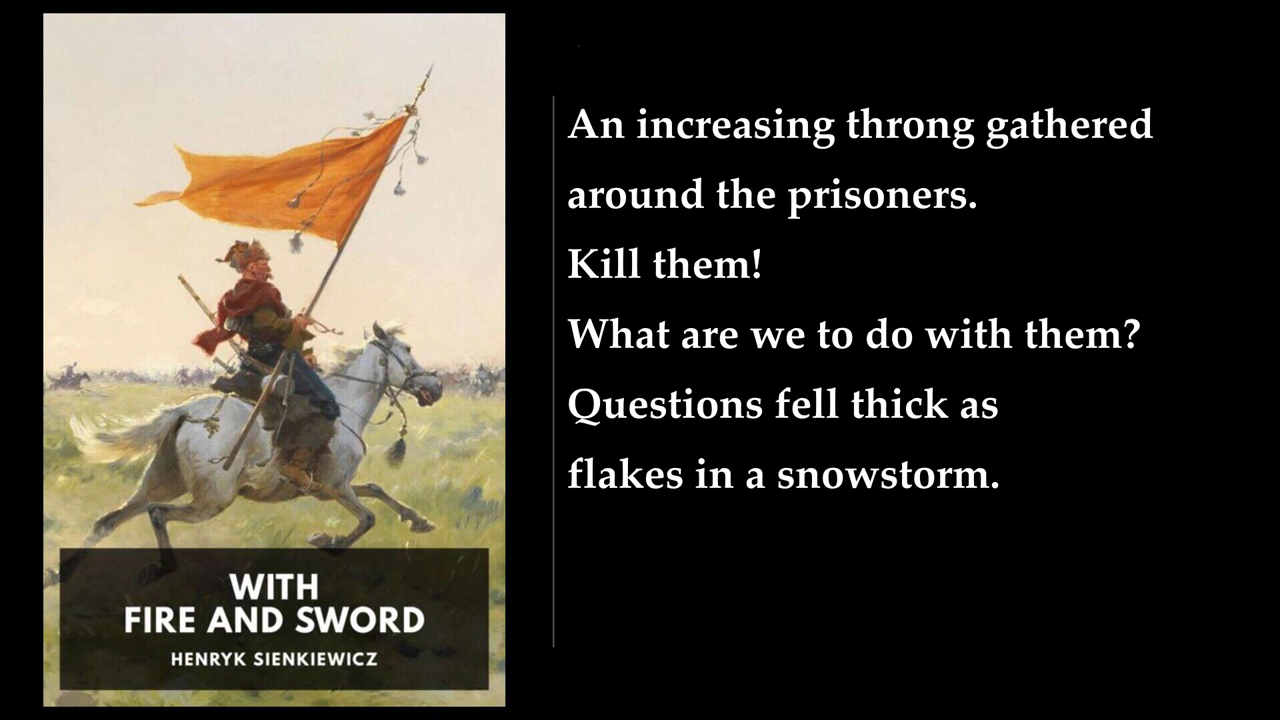 WITH
FIRE AND SWORD
HENRYK SIENKIEWICZ
An increasing throng gathered
around the prisoners.
Kill them!
What are we to do with them?
Questions fell thick as
flakes in a snowstorm.